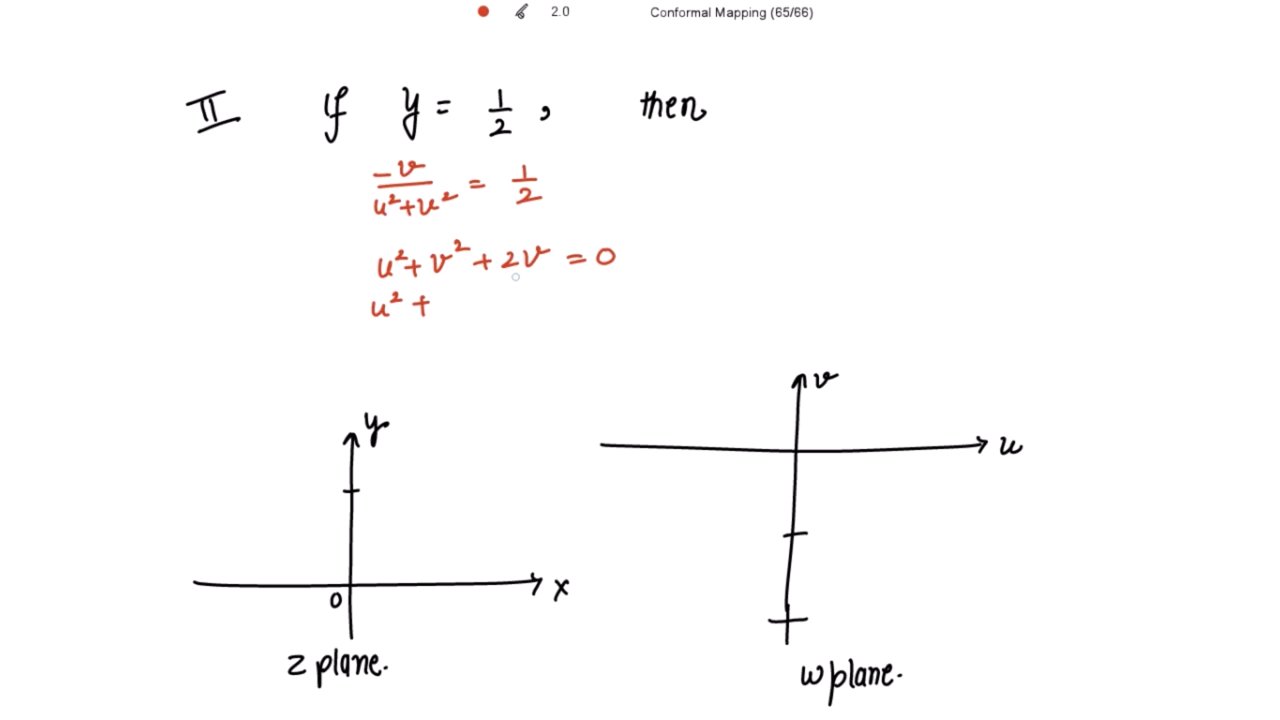 2.0 Conformal Mapping (65/66)
II If y = 1/2, then
-v/(u²+v²) = 1/2
u²+v²+2v = 0
u² +
v
y
u
0
x
z plane.
w plane.